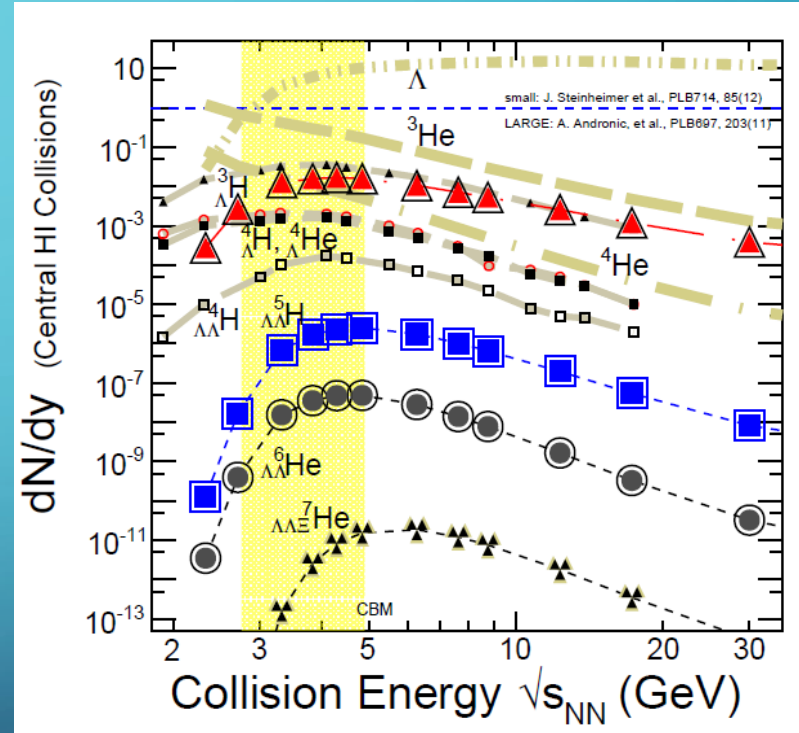 10
Λ
small: J. Steinheimer et al., PLB714, 85(12)
LARGE: A. Andronic, et al., PLB697, 203(11)
10⁻¹
³He
³ΛH
10⁻³
⁴ΛH, ⁴ΛHe
⁴He
10⁻⁵
⁴ΛΛH
⁵ΛΛH
10⁻⁷
10⁻⁹
⁶ΛΛHe
⁷ΛΛΞHe
10⁻¹¹
10⁻¹³
CBM
dN/dy (Central HI Collisions)
2 3 5 10 20 30
Collision Energy √sNN (GeV)